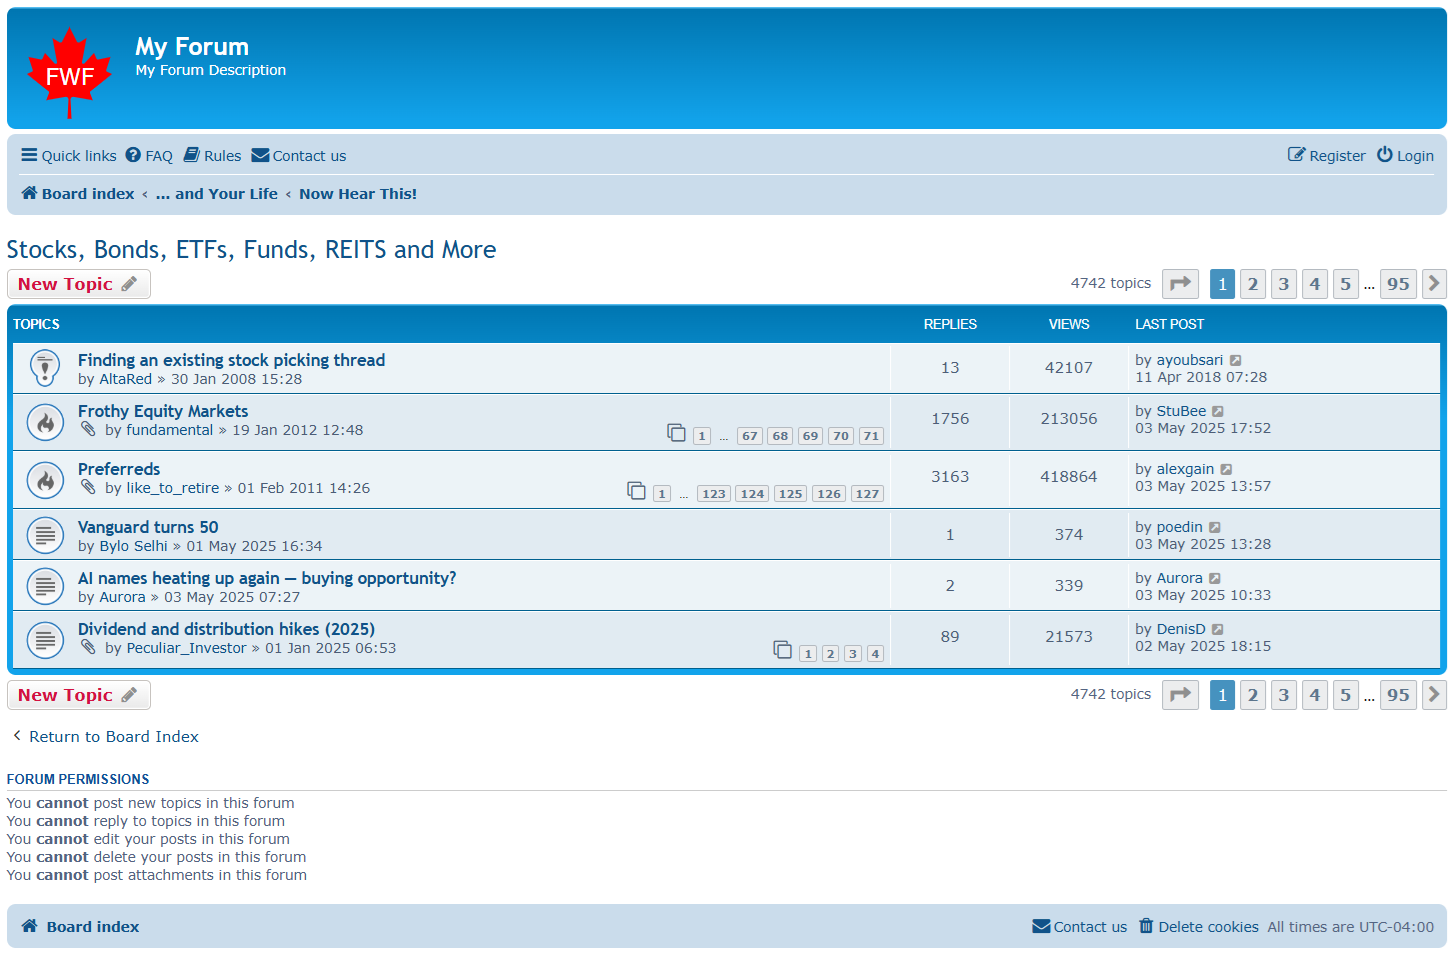 FWF
My Forum
My Forum Description
Quick links FAQ Rules Contact us Register Login
Board index ‹ ... and Your Life ‹ Now Hear This!
Stocks, Bonds, ETFs, Funds, REITS and More
New Topic 4742 topics 1 2 3 4 5 ... 95
TOPICS REPLIES VIEWS LAST POST
Finding an existing stock picking thread
by AltaRed » 30 Jan 2008 15:28
13 42107
by ayoubsari
11 Apr 2018 07:28
Frothy Equity Markets
by fundamental » 19 Jan 2012 12:48
1 ... 67 68 69 70 71
1756 213056
by StuBee
03 May 2025 17:52
Preferreds
by like_to_retire » 01 Feb 2011 14:26
1 ... 123 124 125 126 127
3163 418864
by alexgain
03 May 2025 13:57
Vanguard turns 50
by Bylo Selhi » 01 May 2025 16:34
1 374
by poedin
03 May 2025 13:28
AI names heating up again — buying opportunity?
by Aurora » 03 May 2025 07:27
2 339
by Aurora
03 May 2025 10:33
Dividend and distribution hikes (2025)
by Peculiar_Investor » 01 Jan 2025 06:53
1 2 3 4
89 21573
by DenisD
02 May 2025 18:15
New Topic 4742 topics 1 2 3 4 5 ... 95
Return to Board Index
FORUM PERMISSIONS
You cannot post new topics in this forum
You cannot reply to topics in this forum
You cannot edit your posts in this forum
You cannot delete your posts in this forum
You cannot post attachments in this forum
Board index Contact us Delete cookies All times are UTC-04:00